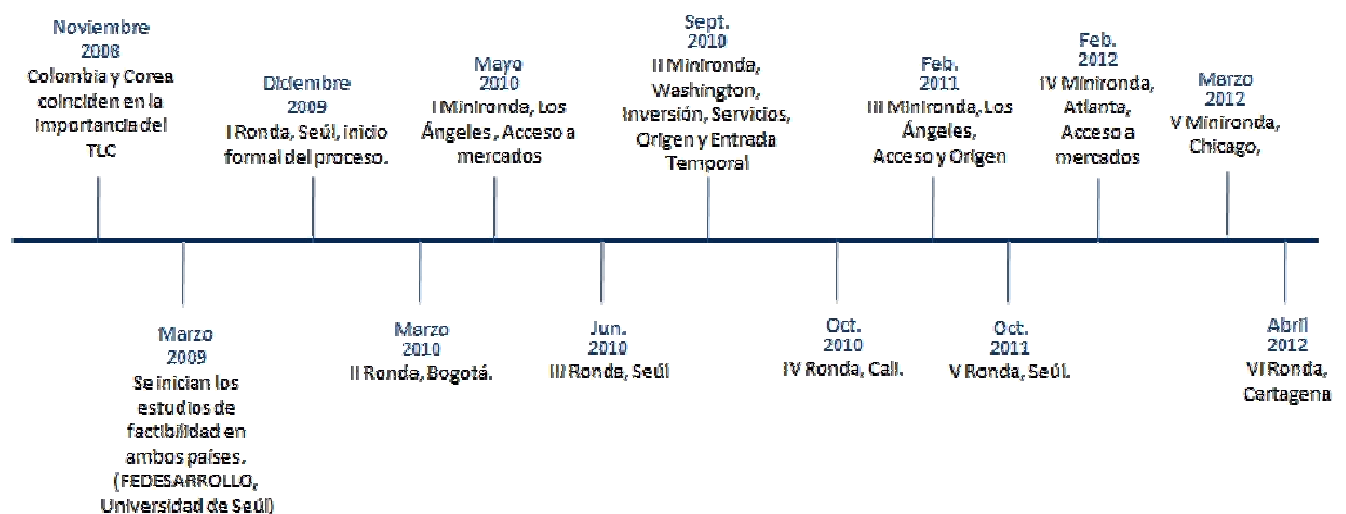 Noviembre
2008
Colombia y Corea
coinciden en la
importancia del
TLC
Diciembre
2009
I Ronda, Seúl, inicio
formal del proceso.
Mayo
2010
I Minironda, Los
Ángeles, Acceso a
mercados
Sept.
2010
II Minironda,
Washington,
Inversión, Servicios,
Origen y Entrada
Temporal
Feb.
2011
III Minironda, Los
Ángeles,
Acceso y Origen
Feb.
2012
IV Minironda,
Atlanta,
Acceso a
mercados
Marzo
2012
V Minironda,
Chicago,
Marzo
2009
Se inician los
estudios de
factibilidad en
ambos países.
(FEDESARROLLO,
Universidad de Seúl)
Marzo
2010
II Ronda, Bogotá.
Jun.
2010
III Ronda, Seúl
Oct.
2010
IV Ronda, Cali.
Oct.
2011
V Ronda, Seúl.
Abril
2012
VI Ronda,
Cartagena